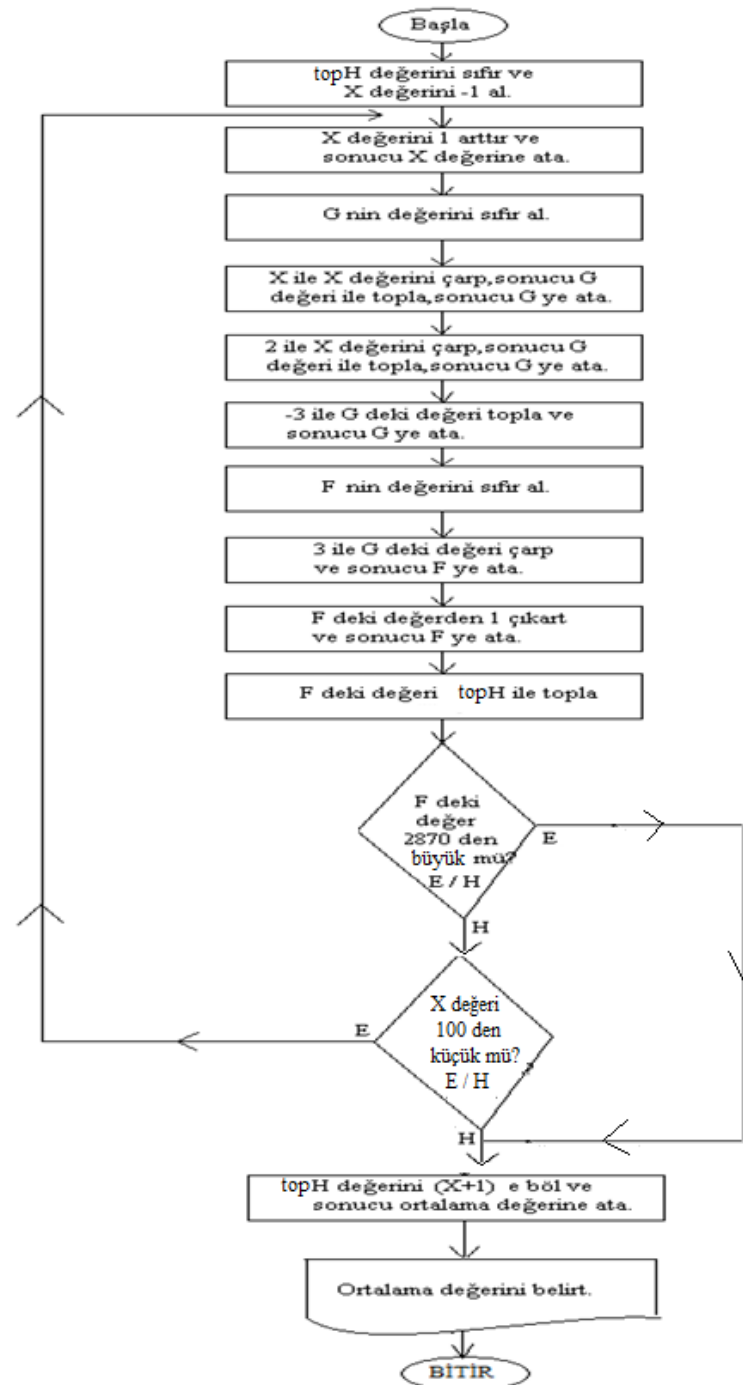 Başla
topH değerini sıfır ve
X değerini -1 al.
X değerini 1 arttır ve
sonucu X değerine ata.
G nin değerini sıfır al.
X ile X değerini çarp,sonucu G
değeri ile topla,sonucu G ye ata.
2 ile X değerini çarp,sonucu G
değeri ile topla,sonucu G ye ata.
-3 ile G deki değeri topla ve
sonucu G ye ata.
F nin değerini sıfır al.
3 ile G deki değeri çarp
ve sonucu F ye ata.
F deki değerden 1 çıkart
ve sonucu F ye ata.
F deki değeri topH ile topla
F deki
değer
2870 den
büyük mü?
E / H
E
H
X değeri
100 den
küçük mü?
E / H
E
H
topH değerini (X+1) e böl ve
sonucu ortalama değerine ata.
Ortalama değerini belirt.
BİTİR